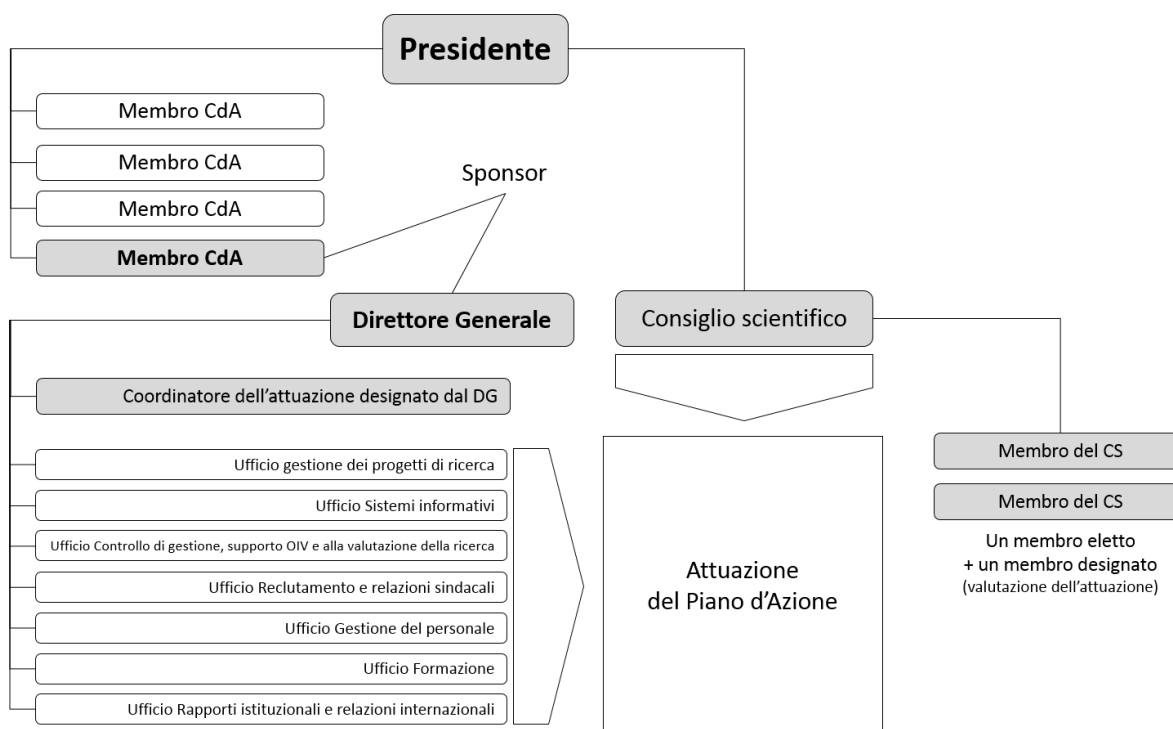 Presidente
Membro CdA
Membro CdA
Membro CdA
Membro CdA
Sponsor
Direttore Generale
Consiglio scientifico
Coordinatore dell'attuazione designato dal DG
Ufficio gestione dei progetti di ricerca
Ufficio Sistemi informativi
Ufficio Controllo di gestione, supporto OIV e alla valutazione della ricerca
Ufficio Reclutamento e relazioni sindacali
Ufficio Gestione del personale
Ufficio Formazione
Ufficio Rapporti istituzionali e relazioni internazionali
Attuazione
del Piano d'Azione
Membro del CS
Membro del CS
Un membro eletto
+ un membro designato
(valutazione dell'attuazione)